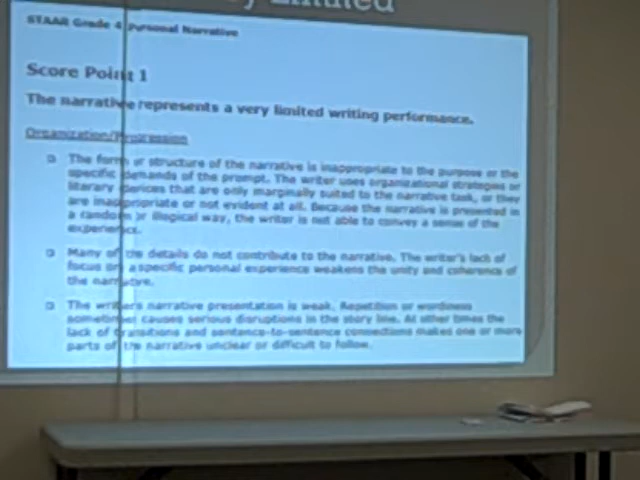 Limited
STAAR Grade 4 Personal Narrative
Score Point 1
The narrative represents a very limited writing performance.
Organization/Progression
The form or structure of the narrative is inappropriate to the purpose or the
specific demands of the prompt. The writer uses organizational strategies or
literary devices that are only marginally suited to the narrative task, or they
are inappropriate or not evident at all. Because the narrative is presented in
a random or illogical way, the writer is not able to convey a sense of the
experience.
Many of the details do not contribute to the narrative. The writer's lack of
focus on a specific personal experience weakens the unity and coherence of
the narrative.
The writer's narrative presentation is weak. Repetition or wordiness
sometimes causes serious disruptions in the story line. At other times the
lack of transitions and sentence-to-sentence connections makes one or more
parts of the narrative unclear or difficult to follow.